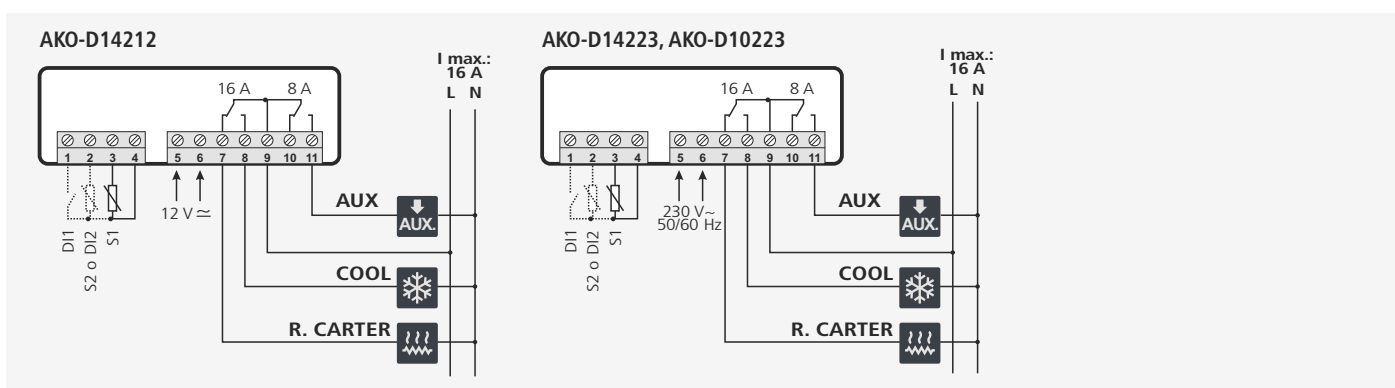 AKO-D14212
I max.:
16 A
L N
16 A 8 A
1 2 3 4 5 6 7 8 9 10 11
12 V ≂
DI1
S2 o DI2
S1
AUX
AUX.
COOL
R. CARTER
AKO-D14223, AKO-D10223
I max.:
16 A
L N
16 A 8 A
1 2 3 4 5 6 7 8 9 10 11
230 V~
50/60 Hz
DI1
S2 o DI2
S1
AUX
AUX.
COOL
R. CARTER